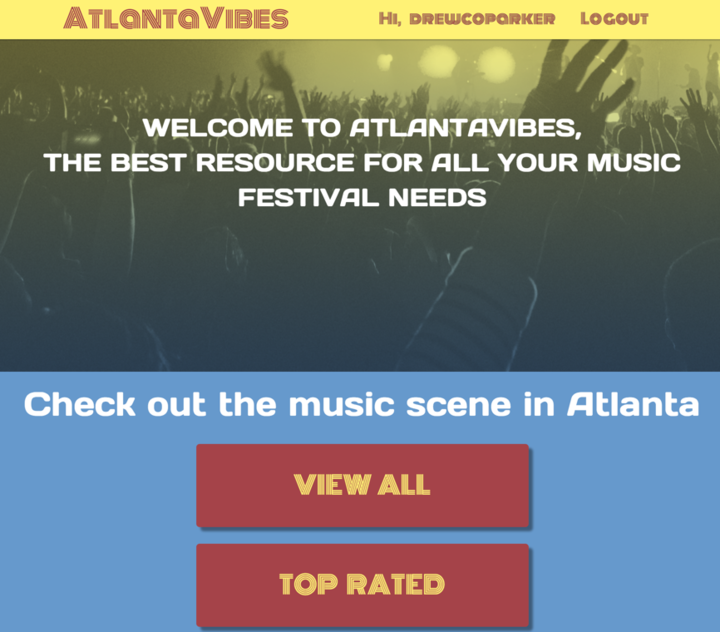 AtlantaVibes
Hi, drewcoparker Logout
WELCOME TO ATLANTAVIBES,
THE BEST RESOURCE FOR ALL YOUR MUSIC
FESTIVAL NEEDS
Check out the music scene in Atlanta
VIEW ALL
TOP RATED